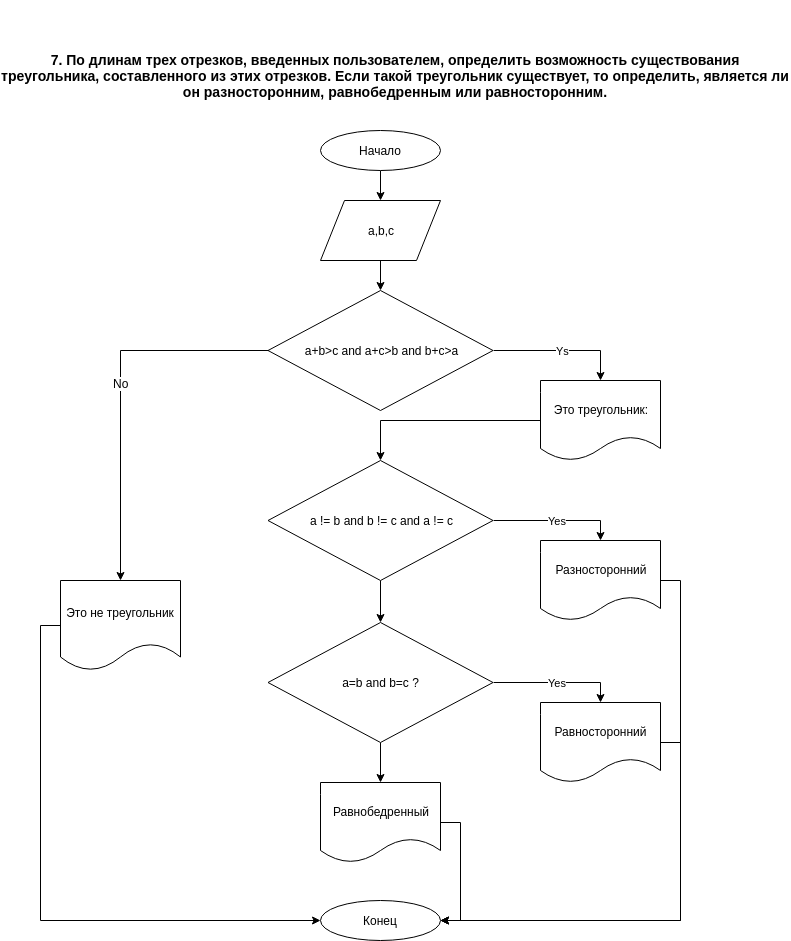 7. По длинам трех отрезков, введенных пользователем, определить возможность существования
треугольника, составленного из этих отрезков. Если такой треугольник существует, то определить, является ли
он разносторонним, равнобедренным или равносторонним.
Начало
a,b,c
a+b>c and a+c>b and b+c>a
Ys
No
Это треугольник:
a != b and b != c and a != c
Yes
Разносторонний
Это не треугольник
a=b and b=c ?
Yes
Равносторонний
Равнобедренный
Конец